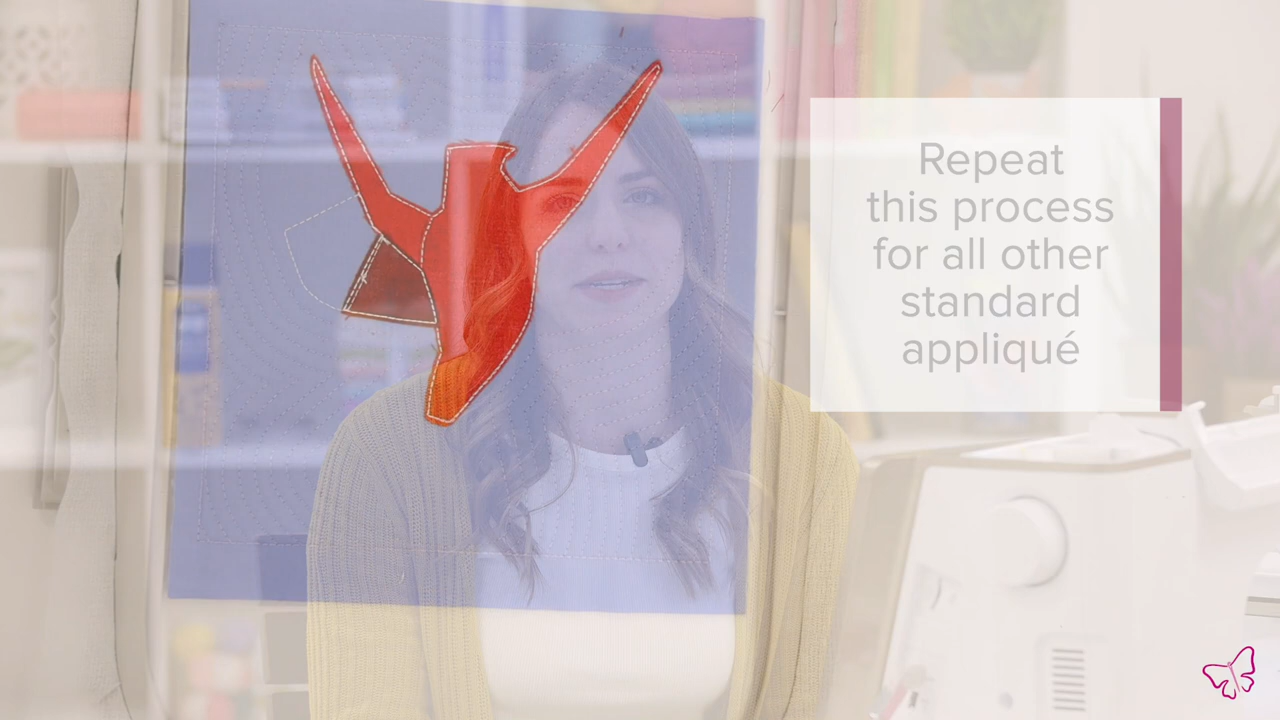 Repeat
this process
for all other
standard
appliqué